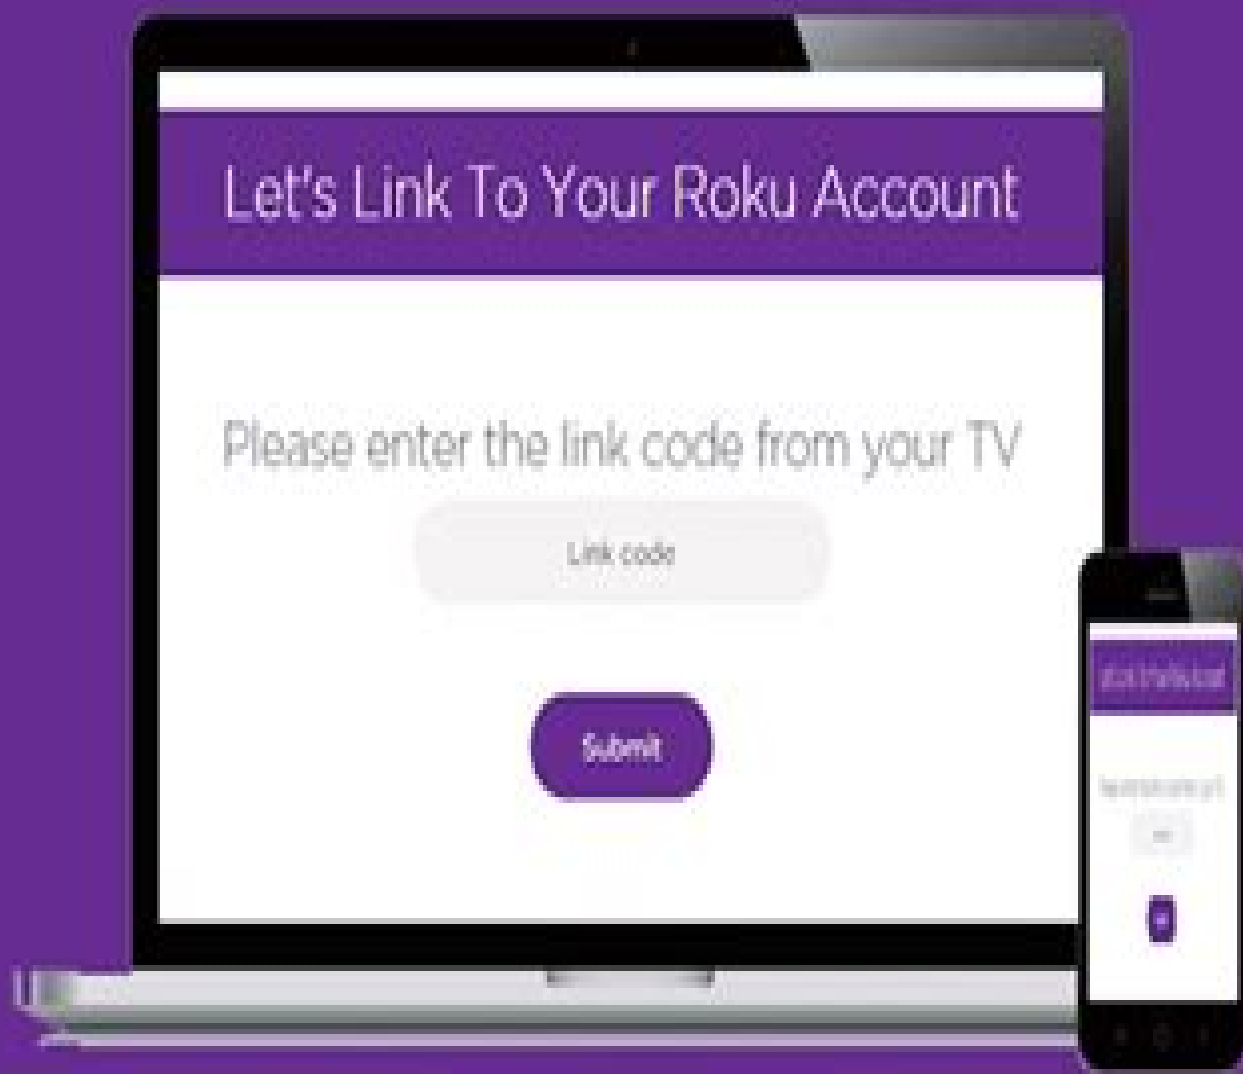 Let's Link To Your Roku Account
Please enter the link code from your TV
Link code
Submit